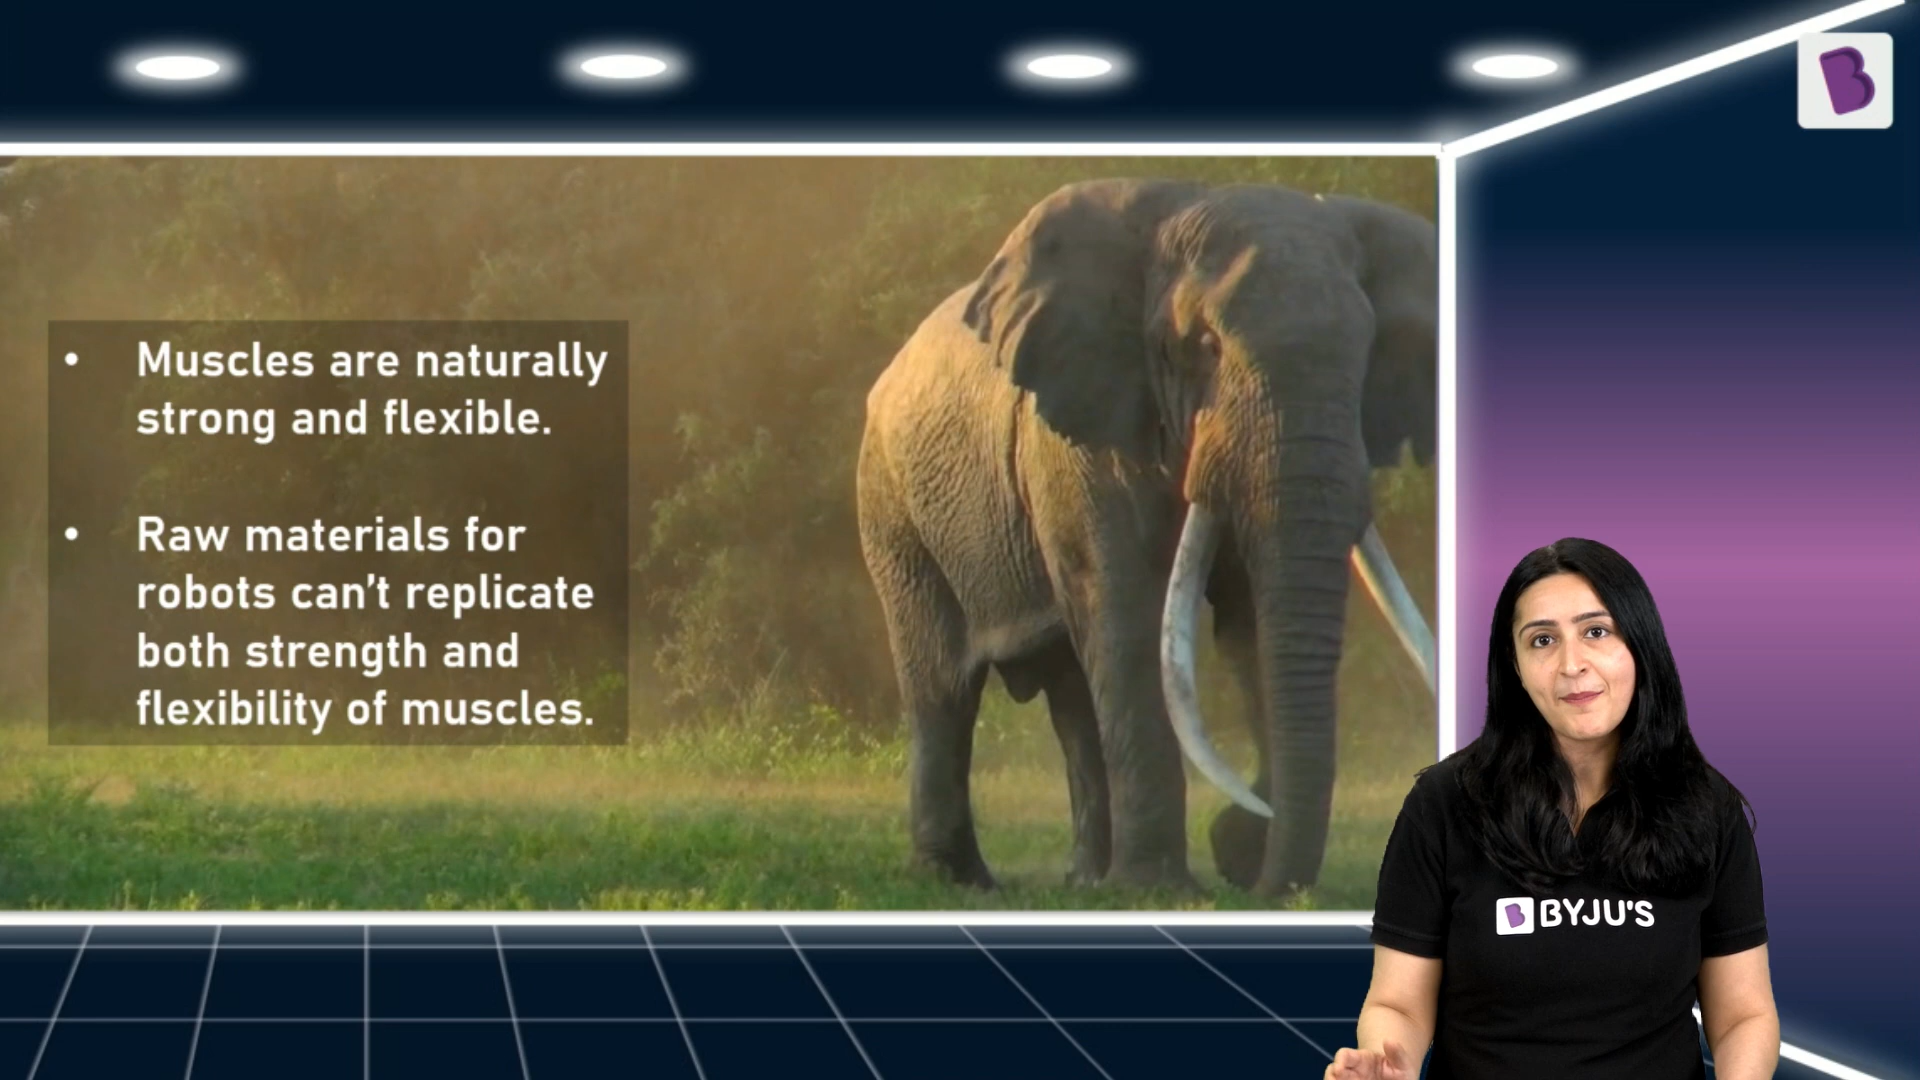 • Muscles are naturally
strong and flexible.
• Raw materials for
robots can't replicate
both strength and
flexibility of muscles.
BYJU'S